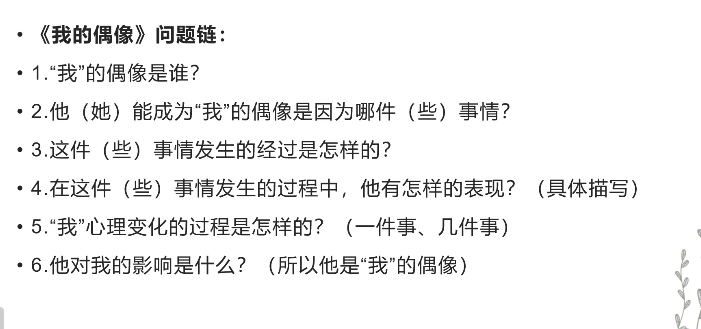 • 《我的偶像》问题链：
• 1.“我”的偶像是谁？
• 2.他（她）能成为“我”的偶像是因为哪件（些）事情？
• 3.这件（些）事情发生的经过是怎样的？
• 4.在这件（些）事情发生的过程中，他有怎样的表现？（具体描写）
• 5.“我”心理变化的过程是怎样的？（一件事、几件事）
• 6.他对我的影响是什么？（所以他是“我”的偶像）